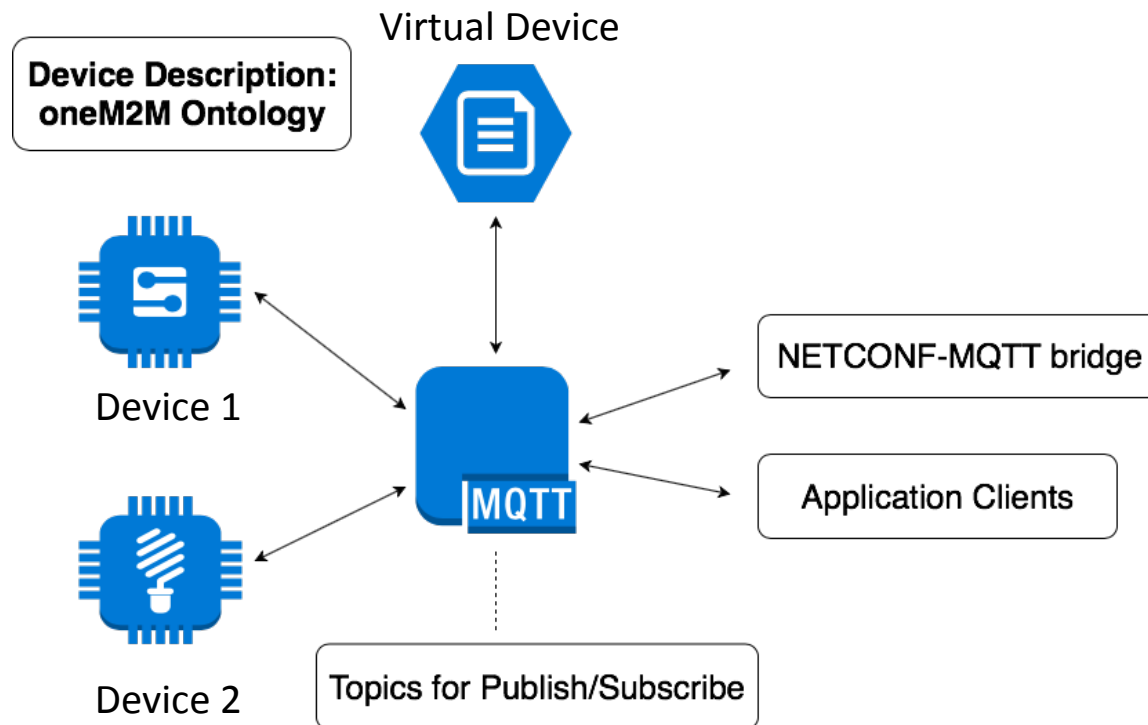 Virtual Device
Device Description:
oneM2M Ontology
Device 1
NETCONF-MQTT bridge
MQTT
Application Clients
Device 2
Topics for Publish/Subscribe